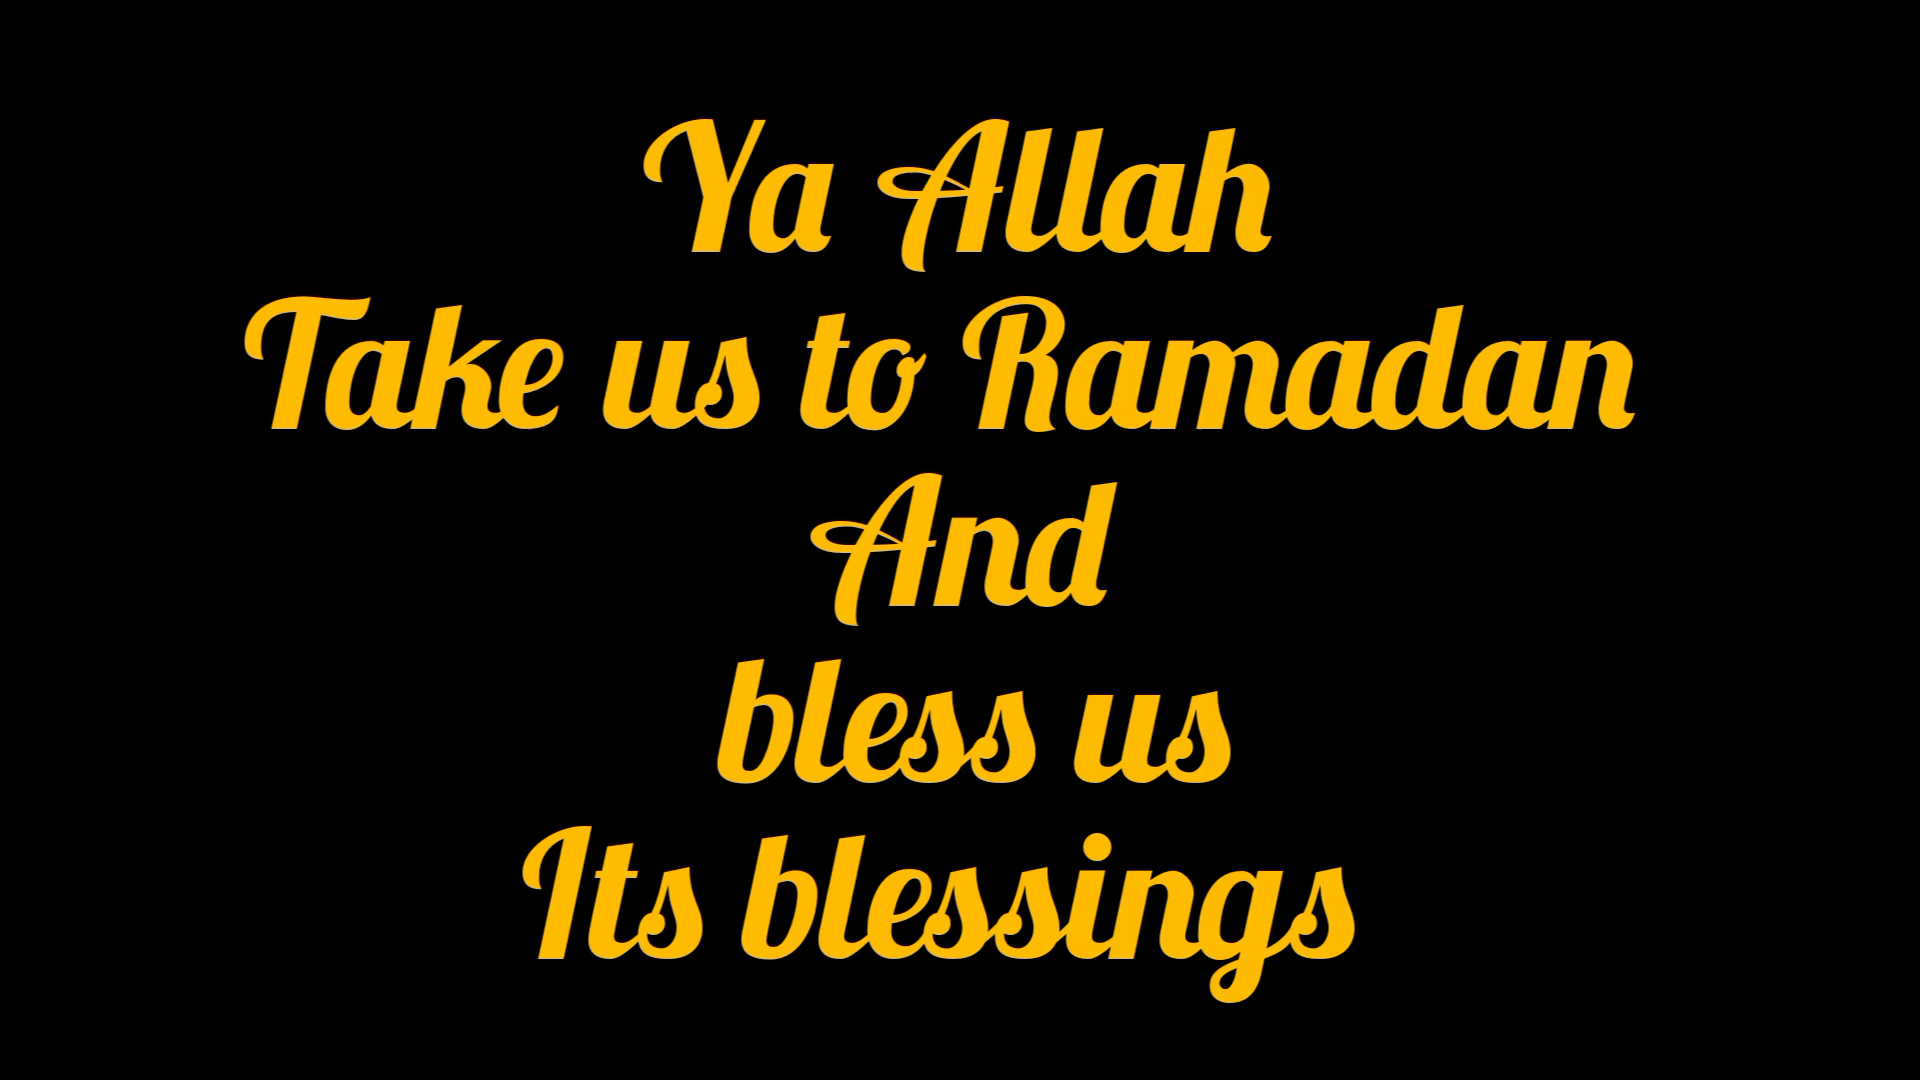 Ya Allah
Take us to Ramadan
And
bless us
Its blessings